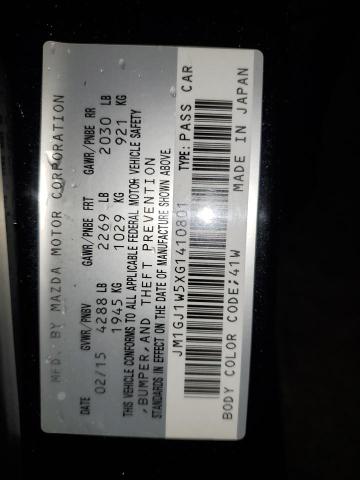 MFD. BY MAZDA MOTOR CORPORATION
DATE GVWR/PNBV GAWR/PNBE FRT GAWR/PNBE RR
02/15 4288 LB 2269 LB 2030 LB
1945 KG 1029 KG 921 KG
THIS VEHICLE CONFORMS TO ALL APPLICABLE FEDERAL MOTOR VEHICLE SAFETY
,BUMPER,AND THEFT PREVENTION
STANDARDS IN EFFECT ON THE DATE OF MANUFACTURE SHOWN ABOVE.
JM1GJ1W5XG1410801 TYPE:PASS CAR
BODY COLOR CODE:41W MADE IN JAPAN